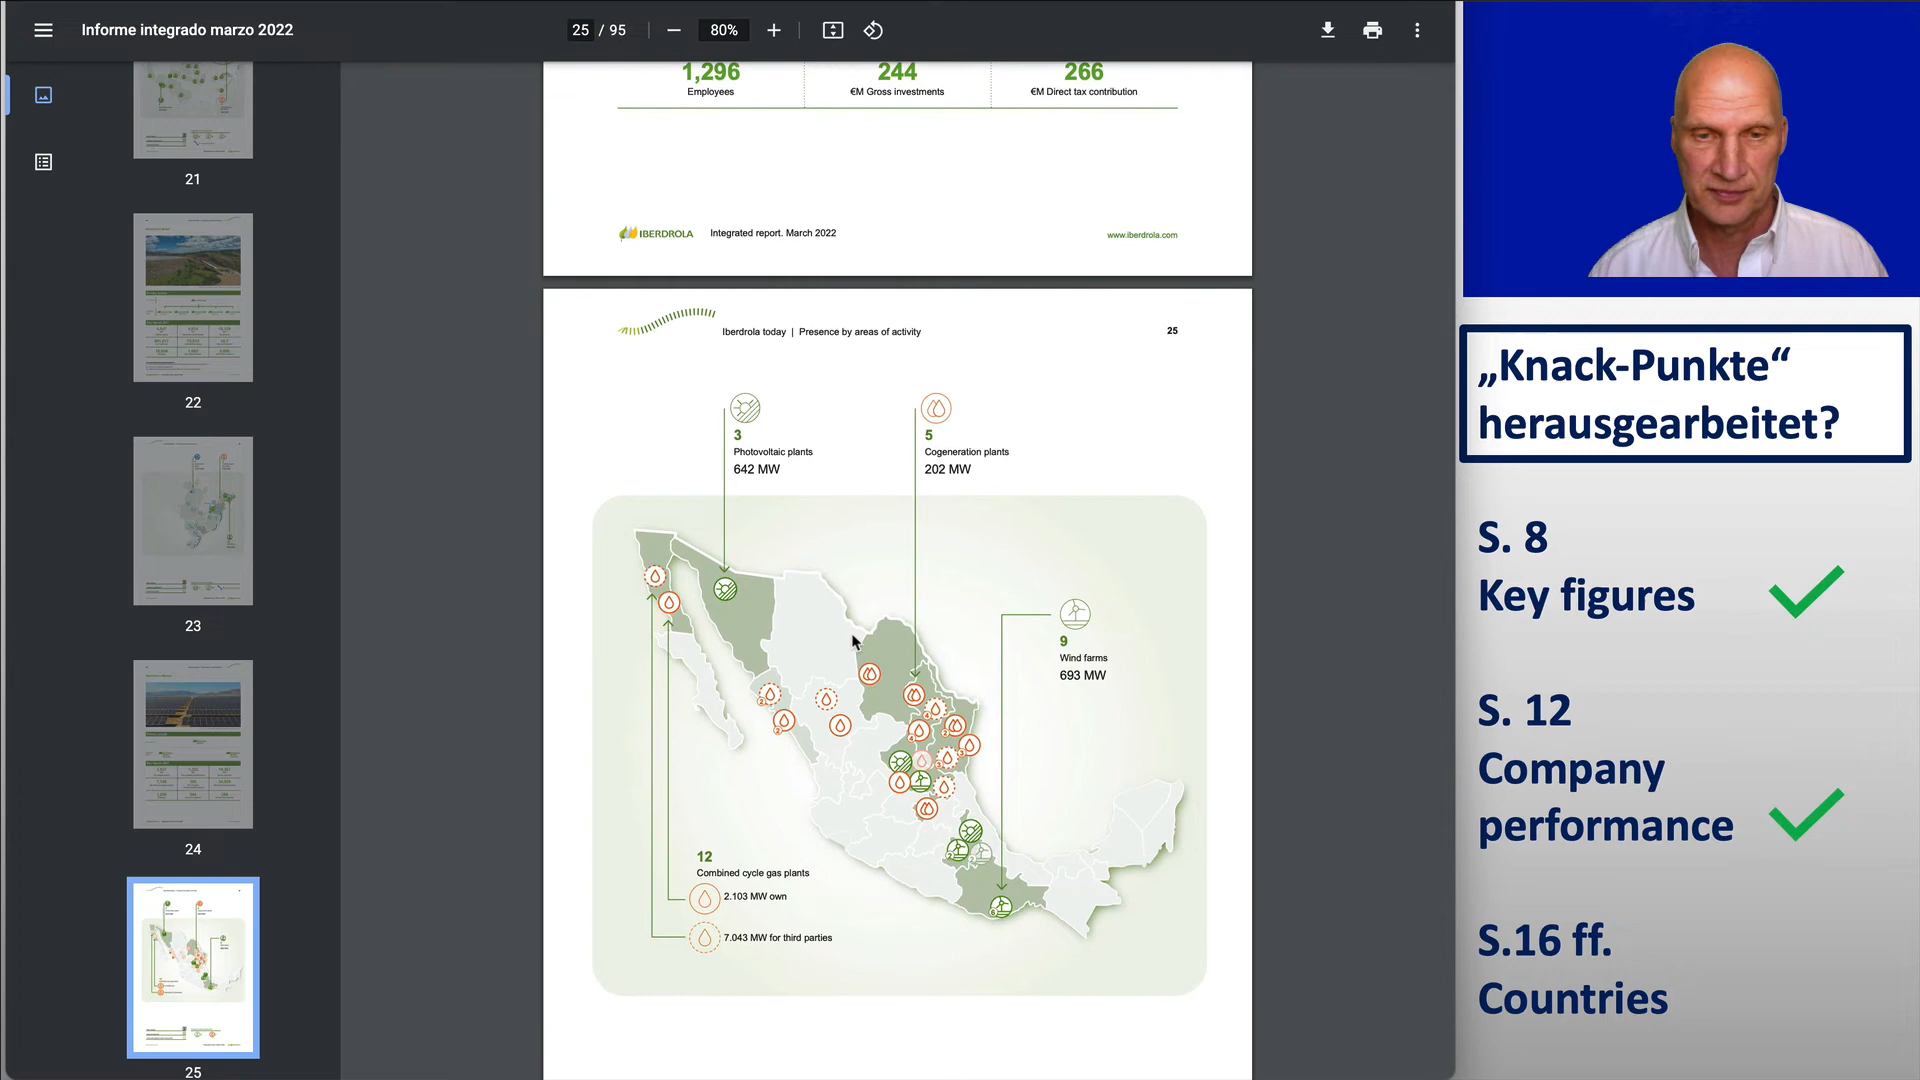 Informe integrado marzo 2022
25 / 95
80%
21
22
23
24
25
1,296
Employees
244
€M Gross investments
266
€M Direct tax contribution
IBERDROLA
Integrated report. March 2022
www.iberdrola.com
Iberdrola today | Presence by areas of activity
25
3
Photovoltaic plants
642 MW
5
Cogeneration plants
202 MW
9
Wind farms
693 MW
12
Combined cycle gas plants
2.103 MW own
7.043 MW for third parties
„Knack-Punkte“
herausgearbeitet?
S. 8
Key figures
S. 12
Company
performance
S.16 ff.
Countries